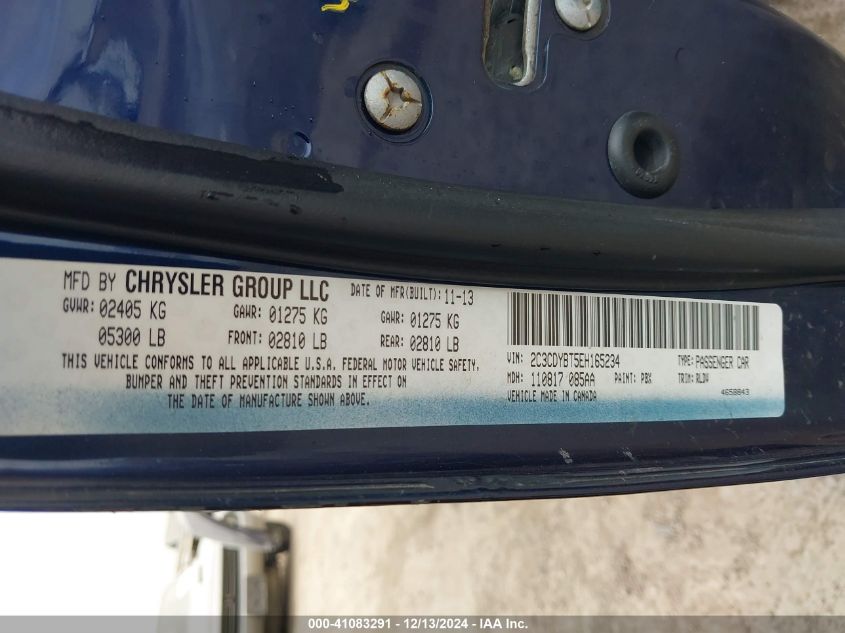 MFD BY CHRYSLER GROUP LLC DATE OF MFR(BUILT): 11-13
GVWR: 02405 KG GAWR: 01275 KG GAWR: 01275 KG
05300 LB FRONT: 02810 LB REAR: 02810 LB
THIS VEHICLE CONFORMS TO ALL APPLICABLE U.S.A. FEDERAL MOTOR VEHICLE SAFETY,
BUMPER AND THEFT PREVENTION STANDARDS IN EFFECT ON
THE DATE OF MANUFACTURE SHOWN ABOVE.
VIN: 2C3CDYBT5EH165234 TYPE: PASSENGER CAR
MDH: 110817 085AA PAINT: PBX TRIM: RLDV
VEHICLE MADE IN CANADA 4658843
000-41083291 - 12/13/2024 - IAA Inc.